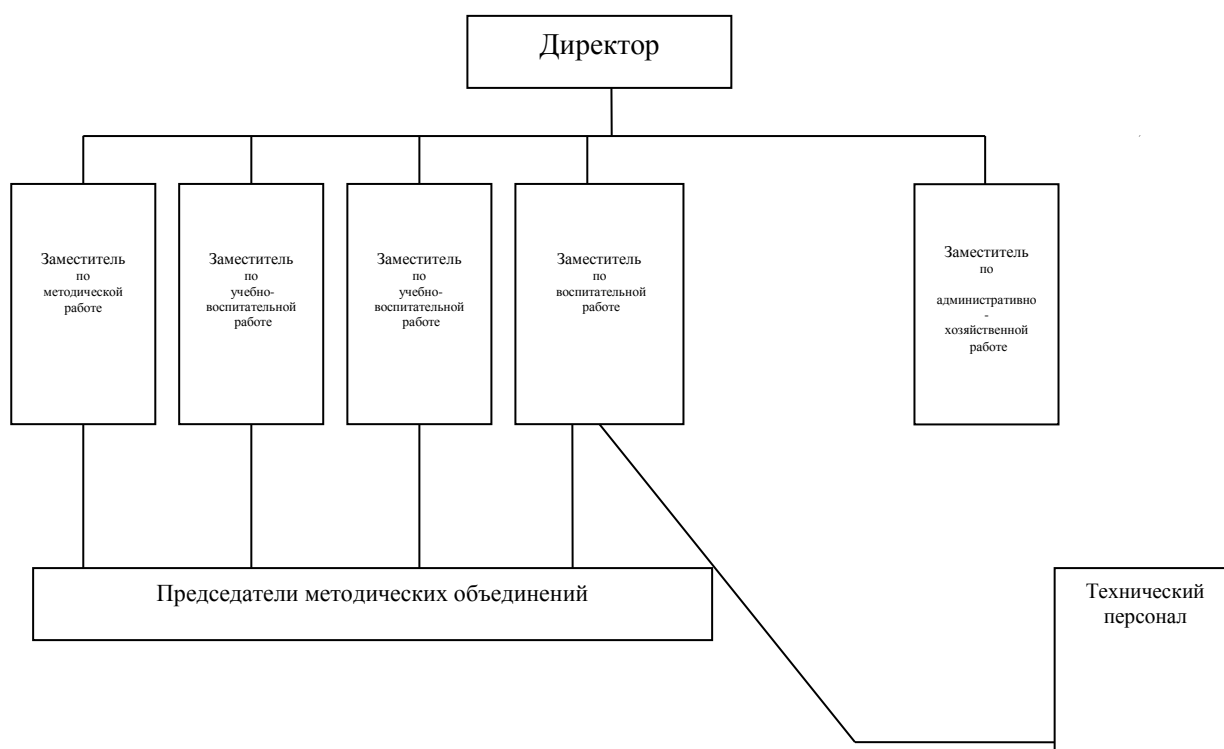 Директор
Заместитель
по
методической
работе
Заместитель
по
учебно-
воспитательной
работе
Заместитель
по
учебно-
воспитательной
работе
Заместитель
по
воспитательной
работе
Заместитель
по
административно
-
хозяйственной
работе
Председатели методических объединений
Технический
персонал